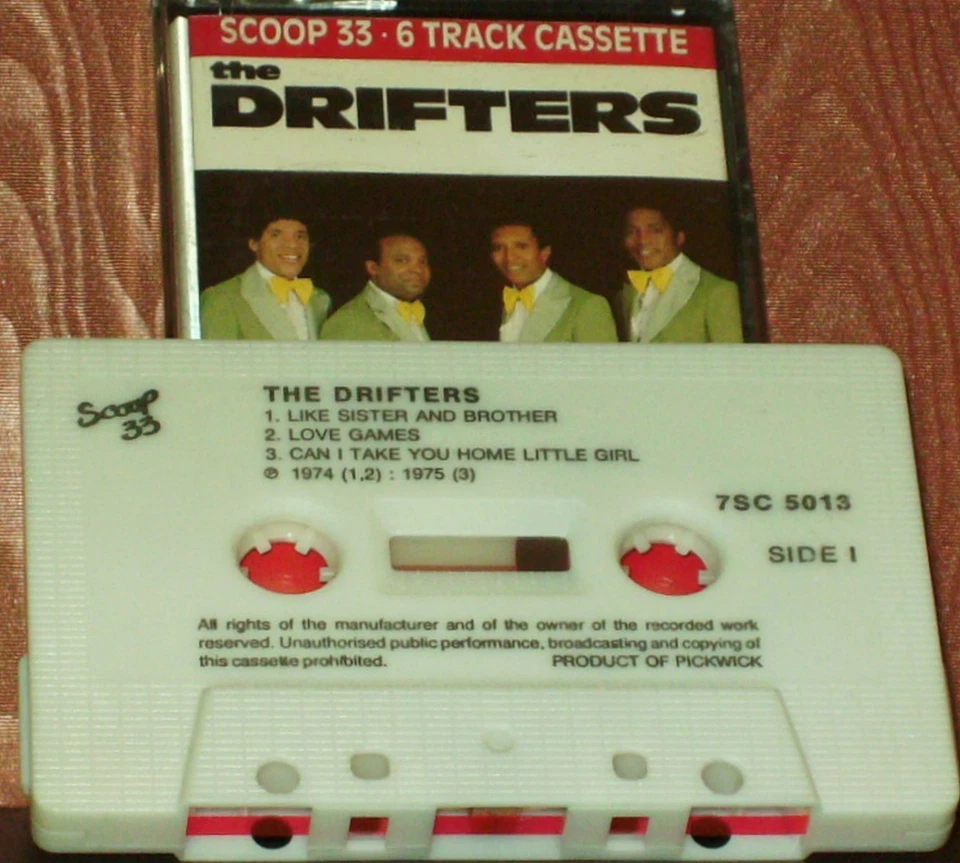 SCOOP 33 · 6 TRACK CASSETTE
the
DRIFTERS
Scoop
33
THE DRIFTERS
1. LIKE SISTER AND BROTHER
2. LOVE GAMES
3. CAN I TAKE YOU HOME LITTLE GIRL
℗ 1974 (1,2) : 1975 (3)
7SC 5013
SIDE I
All rights of the manufacturer and of the owner of the recorded work
reserved. Unauthorised public performance, broadcasting and copying of
this cassette prohibited. PRODUCT OF PICKWICK